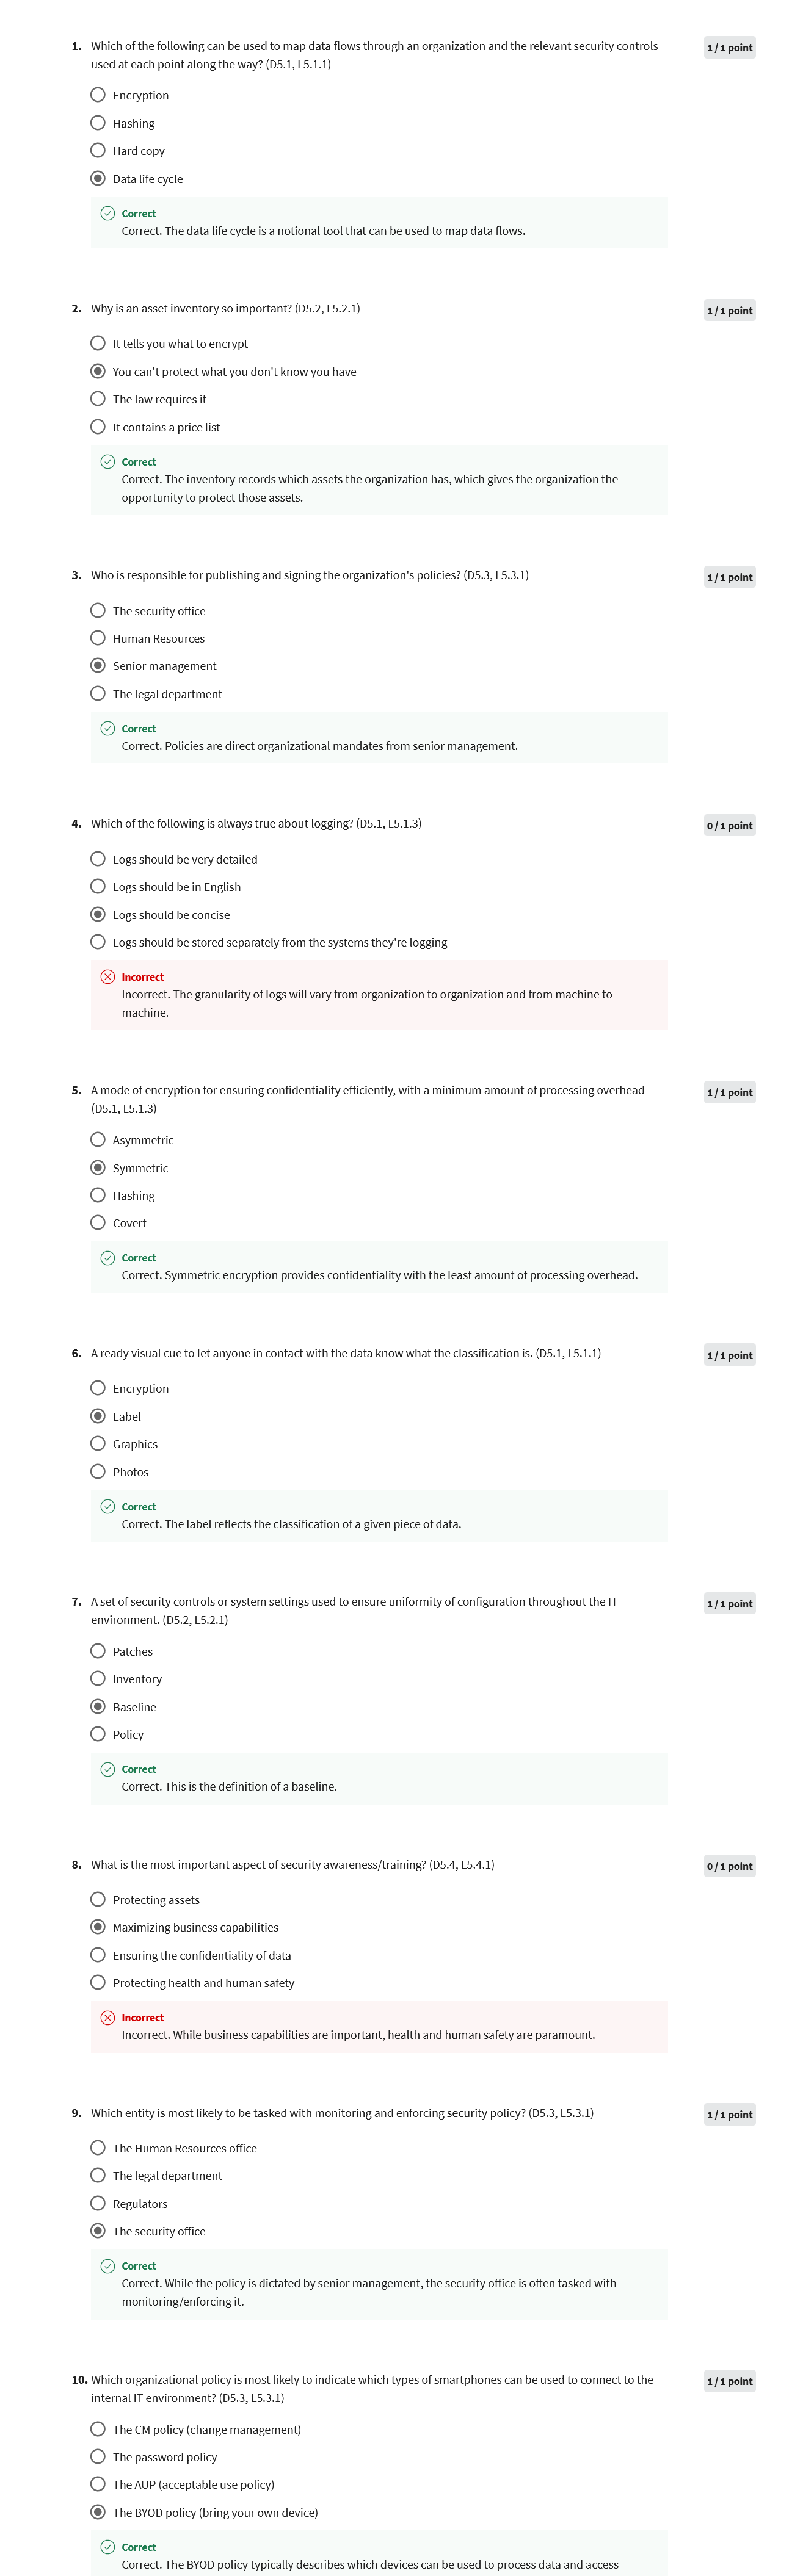 1. Which of the following can be used to map data flows through an organization and the relevant security controls
used at each point along the way? (D5.1, L5.1.1)
1 / 1 point
Encryption
Hashing
Hard copy
Data life cycle
Correct
Correct. The data life cycle is a notional tool that can be used to map data flows.
2. Why is an asset inventory so important? (D5.2, L5.2.1)
1 / 1 point
It tells you what to encrypt
You can't protect what you don't know you have
The law requires it
It contains a price list
Correct
Correct. The inventory records which assets the organization has, which gives the organization the
opportunity to protect those assets.
3. Who is responsible for publishing and signing the organization's policies? (D5.3, L5.3.1)
1 / 1 point
The security office
Human Resources
Senior management
The legal department
Correct
Correct. Policies are direct organizational mandates from senior management.
4. Which of the following is always true about logging? (D5.1, L5.1.3)
0 / 1 point
Logs should be very detailed
Logs should be in English
Logs should be concise
Logs should be stored separately from the systems they're logging
Incorrect
Incorrect. The granularity of logs will vary from organization to organization and from machine to
machine.
5. A mode of encryption for ensuring confidentiality efficiently, with a minimum amount of processing overhead
(D5.1, L5.1.3)
1 / 1 point
Asymmetric
Symmetric
Hashing
Covert
Correct
Correct. Symmetric encryption provides confidentiality with the least amount of processing overhead.
6. A ready visual cue to let anyone in contact with the data know what the classification is. (D5.1, L5.1.1)
1 / 1 point
Encryption
Label
Graphics
Photos
Correct
Correct. The label reflects the classification of a given piece of data.
7. A set of security controls or system settings used to ensure uniformity of configuration throughout the IT
environment. (D5.2, L5.2.1)
1 / 1 point
Patches
Inventory
Baseline
Policy
Correct
Correct. This is the definition of a baseline.
8. What is the most important aspect of security awareness/training? (D5.4, L5.4.1)
0 / 1 point
Protecting assets
Maximizing business capabilities
Ensuring the confidentiality of data
Protecting health and human safety
Incorrect
Incorrect. While business capabilities are important, health and human safety are paramount.
9. Which entity is most likely to be tasked with monitoring and enforcing security policy? (D5.3, L5.3.1)
1 / 1 point
The Human Resources office
The legal department
Regulators
The security office
Correct
Correct. While the policy is dictated by senior management, the security office is often tasked with
monitoring/enforcing it.
10. Which organizational policy is most likely to indicate which types of smartphones can be used to connect to the
internal IT environment? (D5.3, L5.3.1)
1 / 1 point
The CM policy (change management)
The password policy
The AUP (acceptable use policy)
The BYOD policy (bring your own device)
Correct
Correct. The BYOD policy typically describes which devices can be used to process data and access